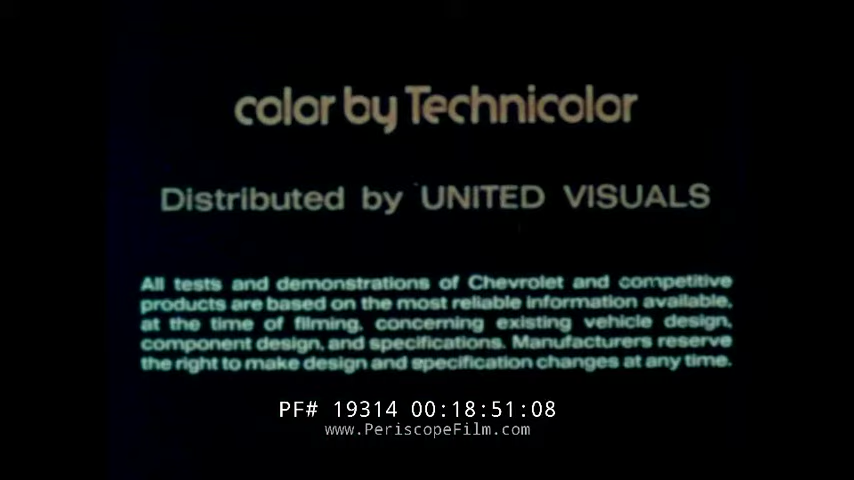 color by Technicolor
Distributed by UNITED VISUALS
All tests and demonstrations of Chevrolet and competitive
products are based on the most reliable information available,
at the time of filming, concerning existing vehicle design,
component design, and specifications. Manufacturers reserve
the right to make design and specification changes at any time.
PF# 19314 00:18:51:08
www.PeriscopeFilm.com